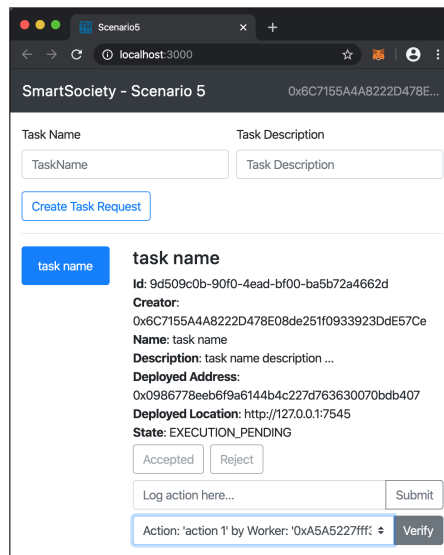 Scenario5
localhost:3000
SmartSociety - Scenario 5
0x6C7155A4A8222D478E...
Task Name
Task Description
TaskName
Task Description
Create Task Request
task name
task name
Id: 9d509c0b-90f0-4ead-bf00-ba5b72a4662d
Creator:
0x6C7155A4A8222D478E08de251f0933923DdE57Ce
Name: task name
Description: task name description ...
Deployed Address:
0x0986778eeb6f9a6144b4c227d763630070bdb407
Deployed Location: http://127.0.0.1:7545
State: EXECUTION_PENDING
Accepted
Reject
Log action here...
Submit
Action: 'action 1' by Worker: '0xA5A5227fff3
Verify